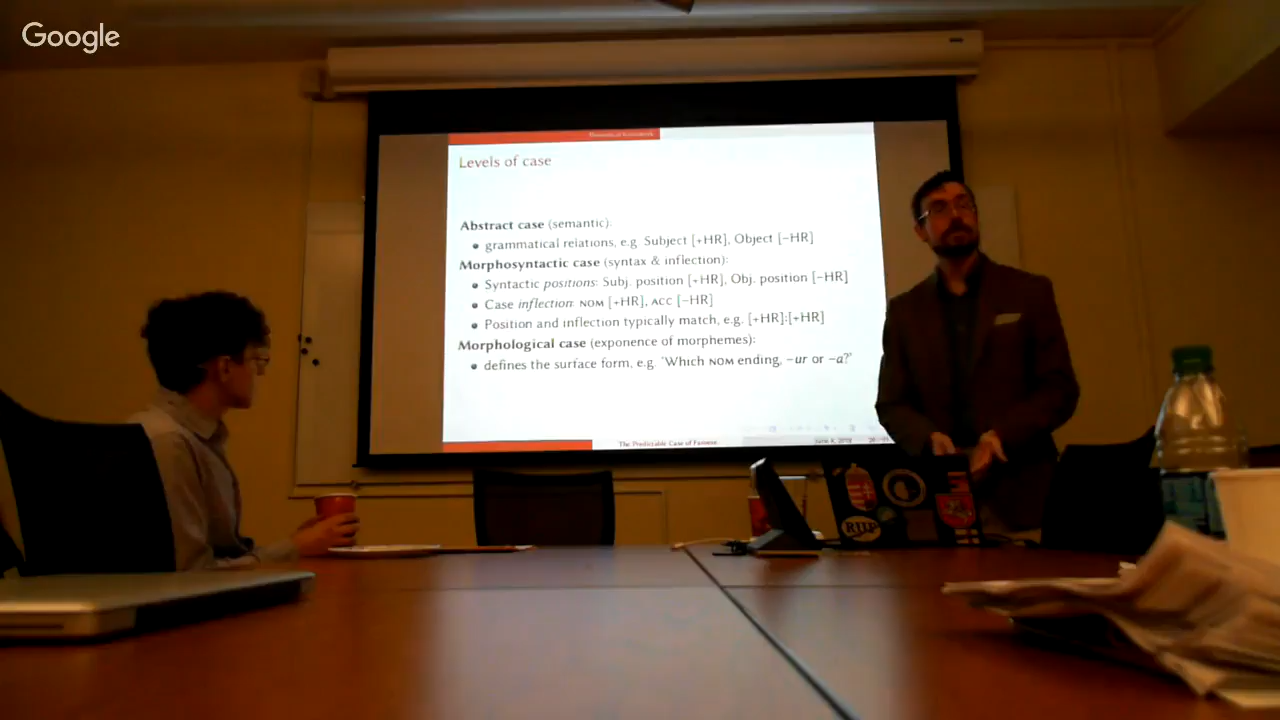 Google
Levels of case
Abstract case (semantic):
grammatical relations, e.g. Subject [+HR], Object [−HR]
Morphosyntactic case (syntax & inflection):
Syntactic positions: Subj. position [+HR], Obj. position [−HR]
Case inflection: NOM [+HR], ACC [−HR]
Position and inflection typically match, e.g. [+HR]:[+HR]
Morphological case (exponence of morphemes):
defines the surface form, e.g. 'Which NOM ending, −ur or −a?'
The Predictable Case of Faroese